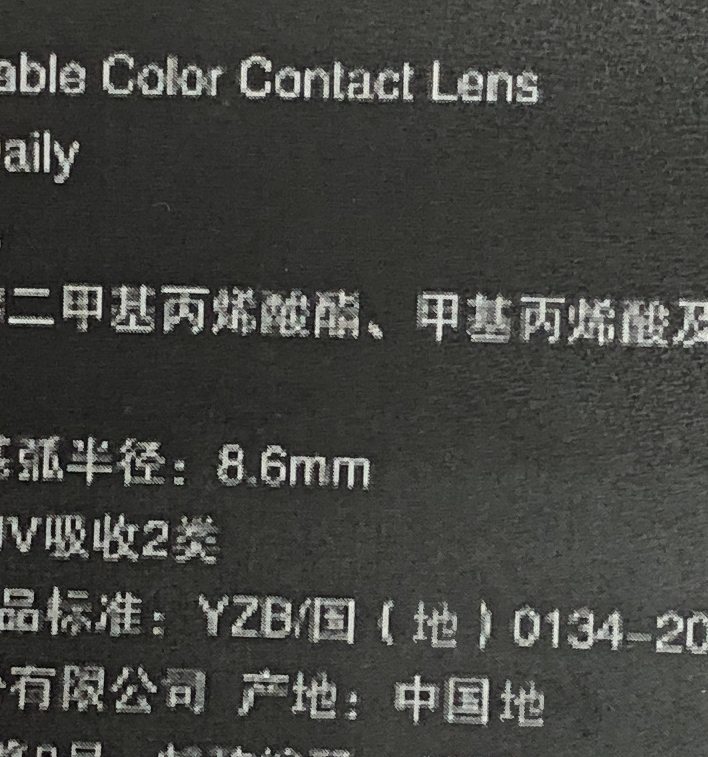 able Color Contact Lens
aily
二甲基丙烯酸酯、甲基丙烯酸及
弧半径：8.6mm
UV吸收2类
品标准：YZB/国（地）0134-20
有限公司 产地：中国地